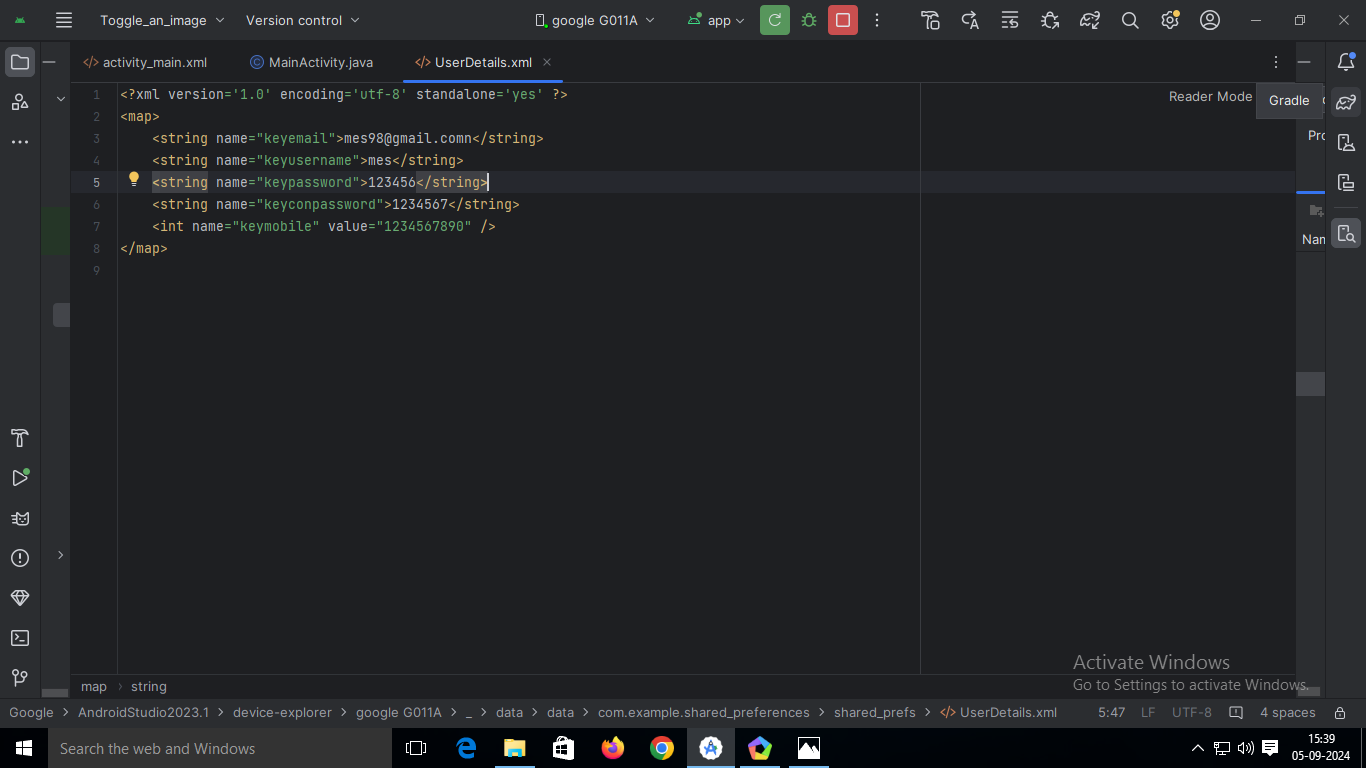 Toggle_an_image Version control google G011A app
activity_main.xml MainActivity.java UserDetails.xml
Reader Mode
Gradle
Pro
1 <?xml version='1.0' encoding='utf-8' standalone='yes' ?>
2 <map>
3 <string name="keyemail">mes98@gmail.comn</string>
4 <string name="keyusername">mes</string>
5 <string name="keypassword">123456</string>
6 <string name="keyconpassword">1234567</string>
7 <int name="keymobile" value="1234567890" />
8 </map>
9
Nam
Activate Windows
Go to Settings to activate Windows.
map > string
Google > AndroidStudio2023.1 > device-explorer > google G011A > _ > data > data > com.example.shared_preferences > shared_prefs > UserDetails.xml 5:47 LF UTF-8 4 spaces
Search the web and Windows
15:39
05-09-2024